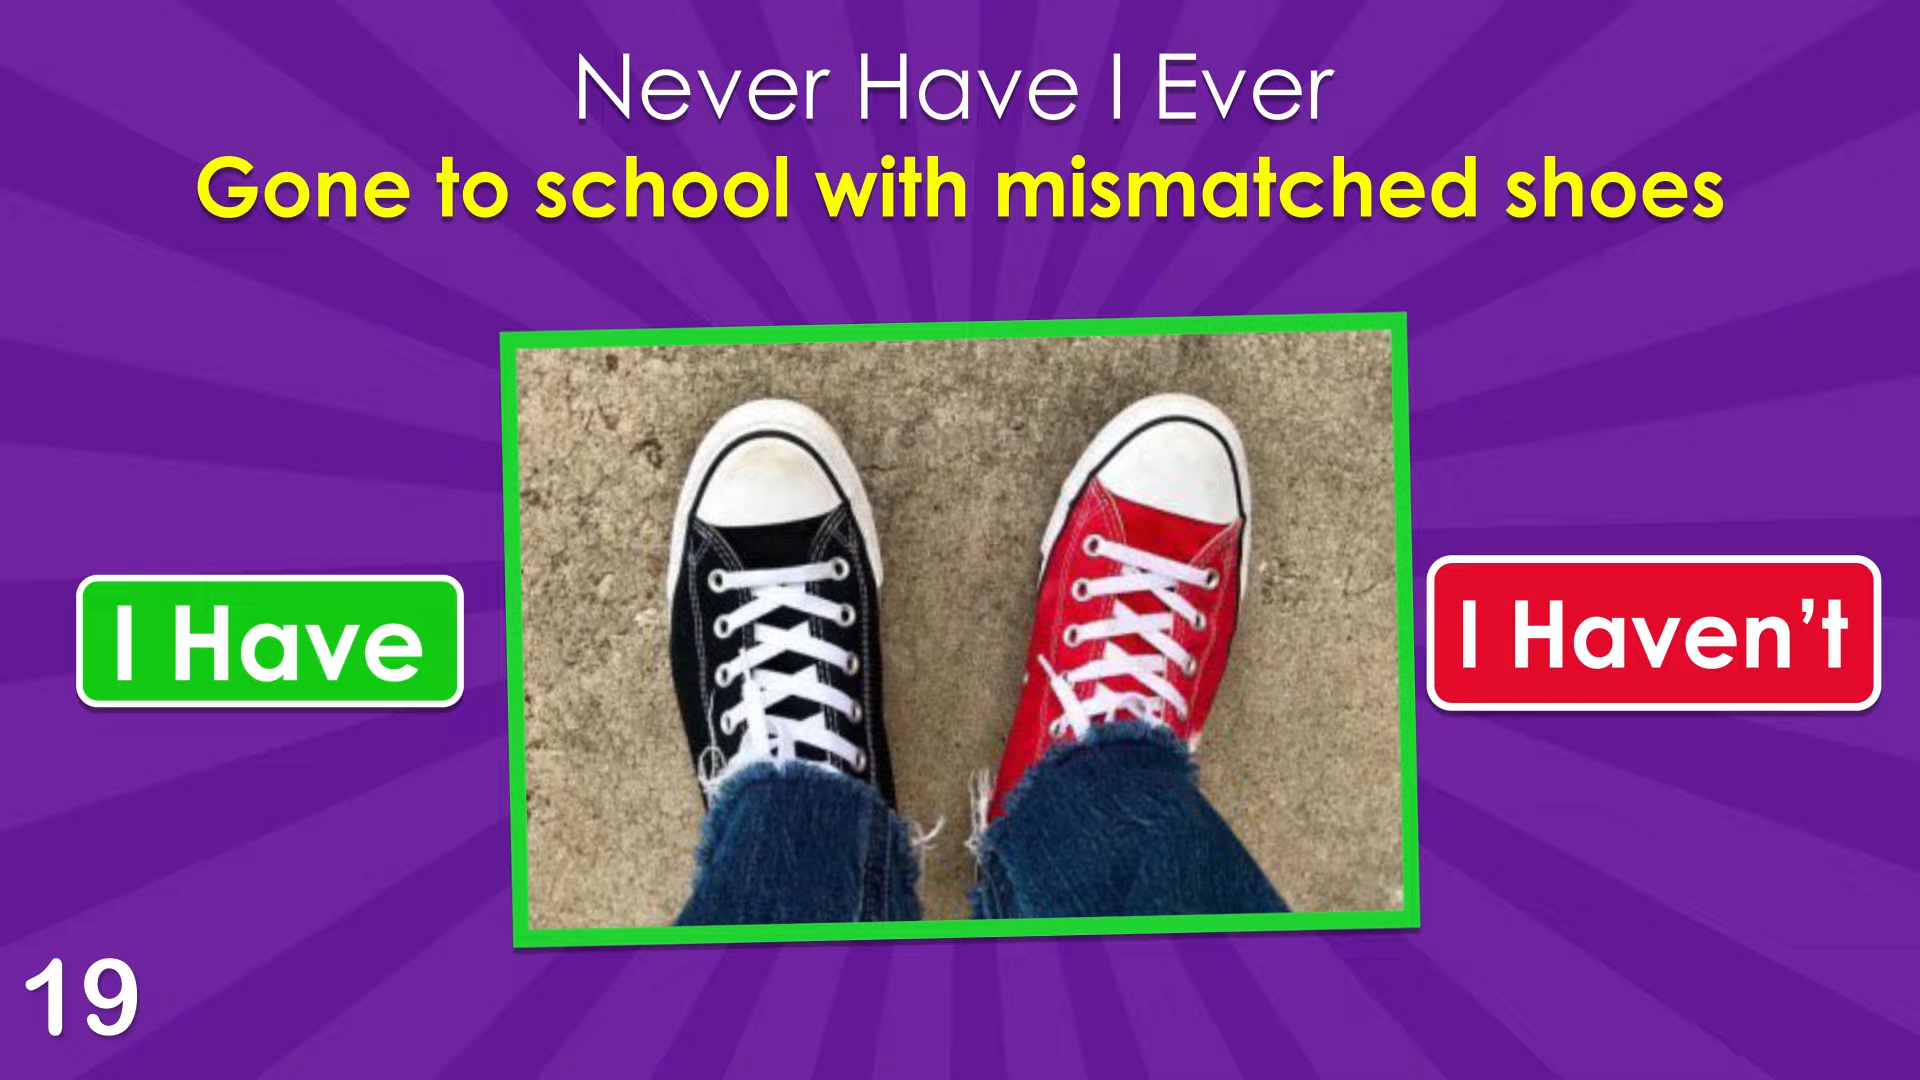 Never Have I Ever
Gone to school with mismatched shoes
I Have
I Haven’t
19